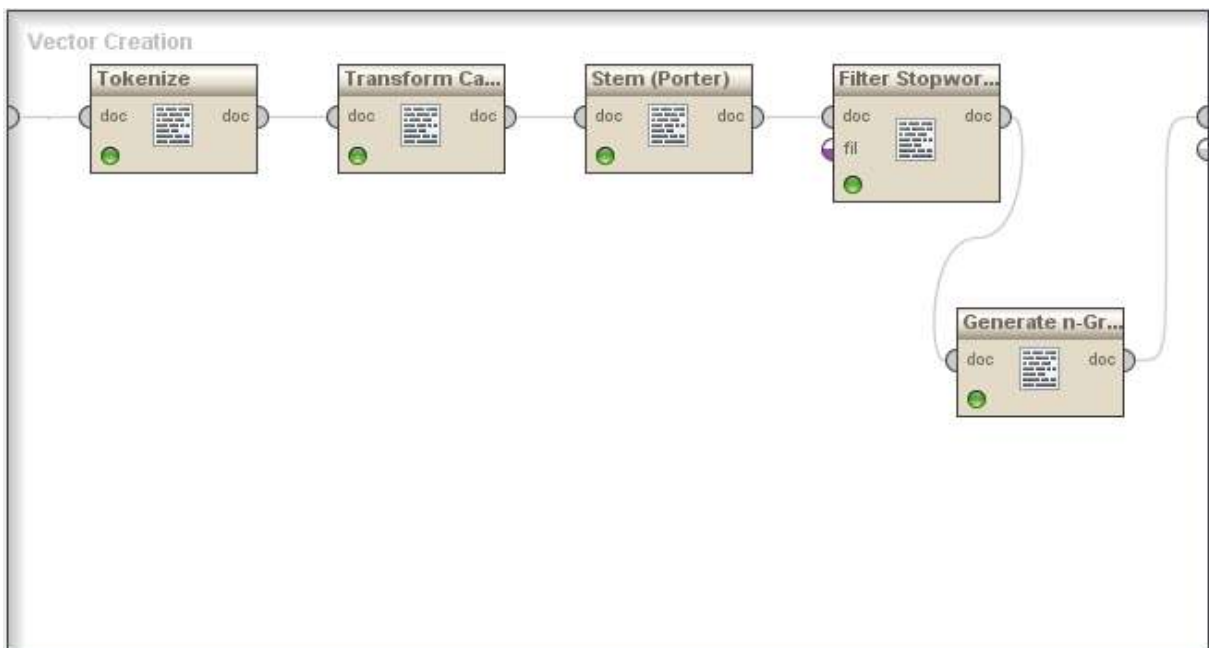 Vector Creation
Tokenize
doc doc
Transform Ca...
doc doc
Stem (Porter)
doc doc
Filter Stopwor...
doc doc
fil
Generate n-Gr...
doc doc